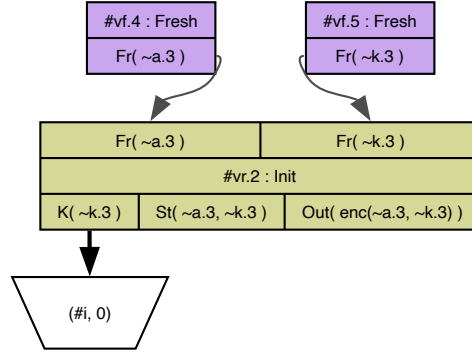 #vf.4 : Fresh
#vf.5 : Fresh
Fr( ~a.3 )
Fr( ~k.3 )
Fr( ~a.3 )
Fr( ~k.3 )
#vr.2 : Init
K( ~k.3 )
St( ~a.3, ~k.3 )
Out( enc(~a.3, ~k.3) )
(#i, 0)